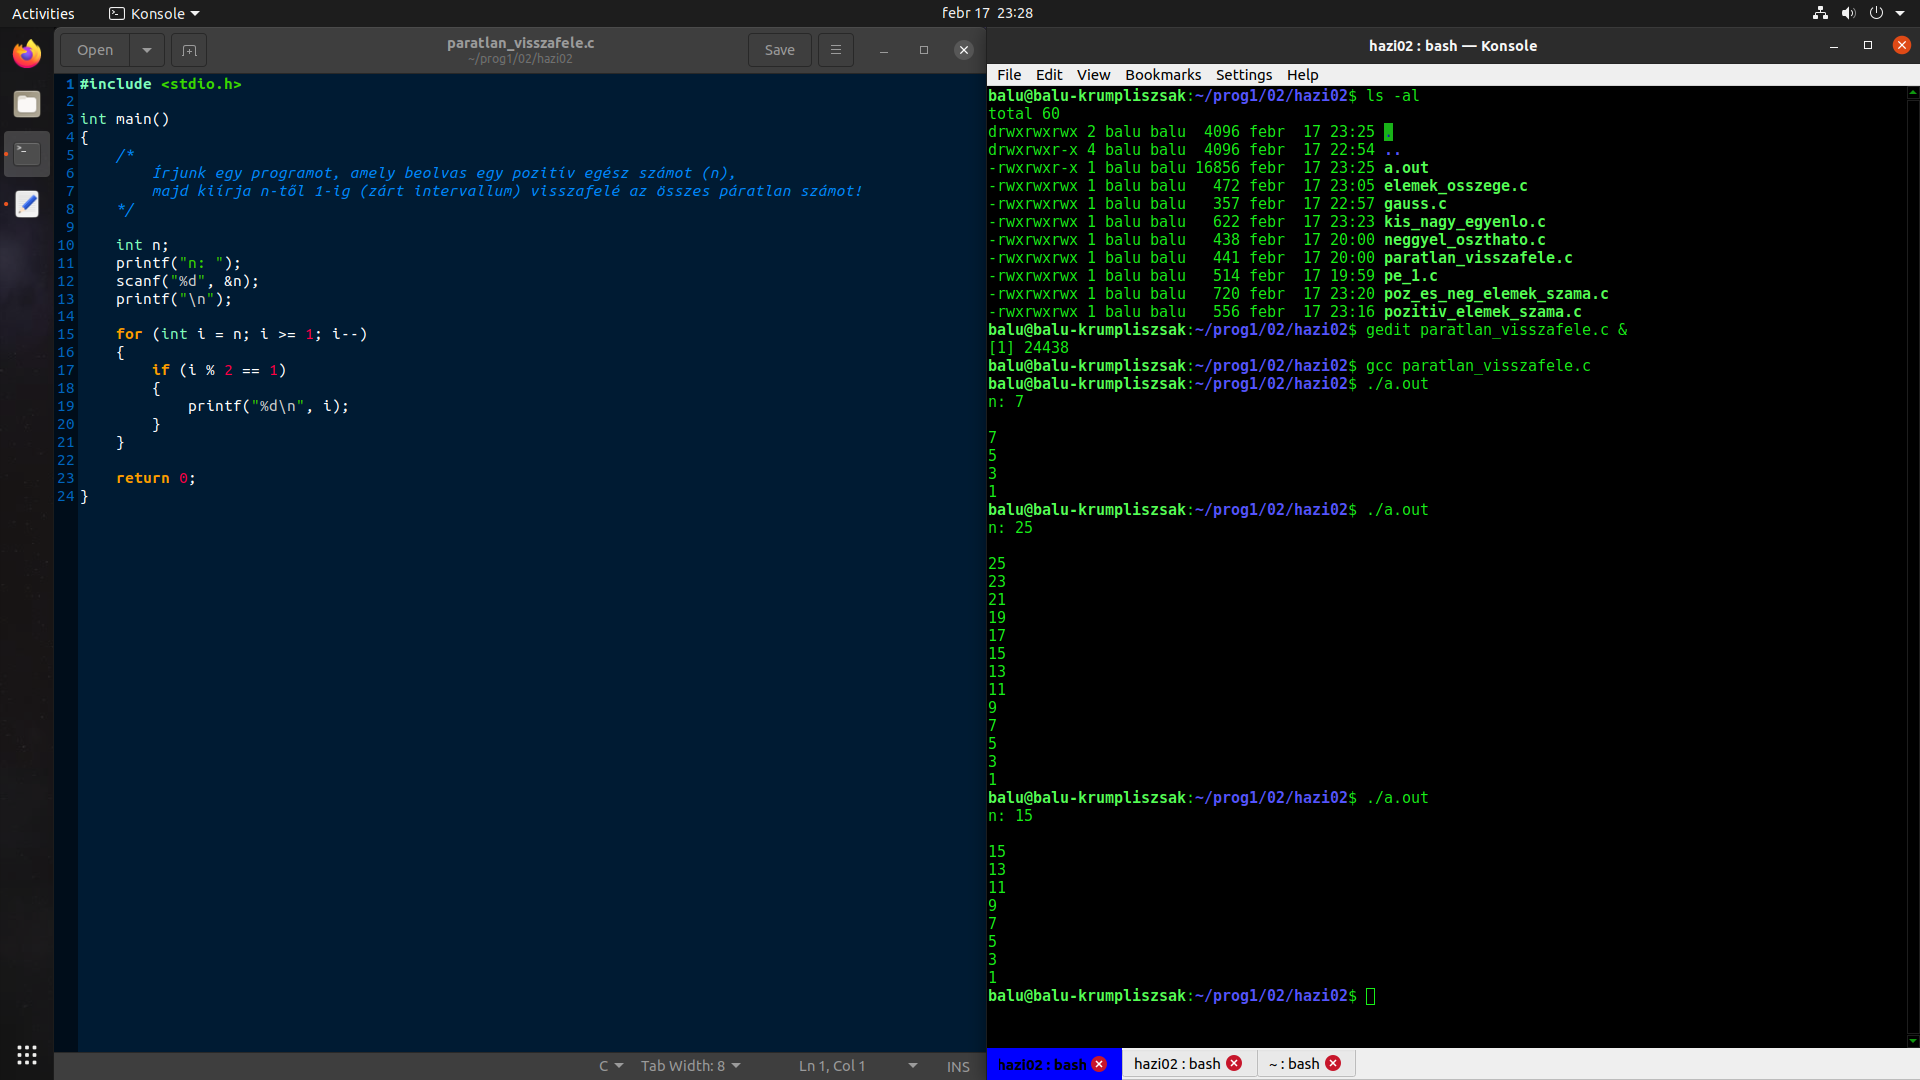 Activities
Konsole
febr 17 23:28
Open
paratlan_visszafele.c
~/prog1/02/hazi02
Save
1 #include <stdio.h>
2
3 int main()
4 {
5 /*
6 Írjunk egy programot, amely beolvas egy pozitív egész számot (n),
7 majd kiírja n-től 1-ig (zárt intervallum) visszafelé az összes páratlan számot!
8 */
9
10 int n;
11 printf("n: ");
12 scanf("%d", &n);
13 printf("\n");
14
15 for (int i = n; i >= 1; i--)
16 {
17 if (i % 2 == 1)
18 {
19 printf("%d\n", i);
20 }
21 }
22
23 return 0;
24 }
C
Tab Width: 8
Ln 1, Col 1
INS
hazi02 : bash — Konsole
File Edit View Bookmarks Settings Help
balu@balu-krumpliszsak:~/prog1/02/hazi02$ ls -al
total 60
drwxrwxrwx 2 balu balu 4096 febr 17 23:25 .
drwxrwxr-x 4 balu balu 4096 febr 17 22:54 ..
-rwxrwxr-x 1 balu balu 16856 febr 17 23:25 a.out
-rwxrwxrwx 1 balu balu 472 febr 17 23:05 elemek_osszege.c
-rwxrwxrwx 1 balu balu 357 febr 17 22:57 gauss.c
-rwxrwxrwx 1 balu balu 622 febr 17 23:23 kis_nagy_egyenlo.c
-rwxrwxrwx 1 balu balu 438 febr 17 20:00 neggyel_oszthato.c
-rwxrwxrwx 1 balu balu 441 febr 17 20:00 paratlan_visszafele.c
-rwxrwxrwx 1 balu balu 514 febr 17 19:59 pe_1.c
-rwxrwxrwx 1 balu balu 720 febr 17 23:20 poz_es_neg_elemek_szama.c
-rwxrwxrwx 1 balu balu 556 febr 17 23:16 pozitiv_elemek_szama.c
balu@balu-krumpliszsak:~/prog1/02/hazi02$ gedit paratlan_visszafele.c &
[1] 24438
balu@balu-krumpliszsak:~/prog1/02/hazi02$ gcc paratlan_visszafele.c
balu@balu-krumpliszsak:~/prog1/02/hazi02$ ./a.out
n: 7

7
5
3
1
balu@balu-krumpliszsak:~/prog1/02/hazi02$ ./a.out
n: 25

25
23
21
19
17
15
13
11
9
7
5
3
1
balu@balu-krumpliszsak:~/prog1/02/hazi02$ ./a.out
n: 15

15
13
11
9
7
5
3
1
balu@balu-krumpliszsak:~/prog1/02/hazi02$
hazi02 : bash
hazi02 : bash
~ : bash